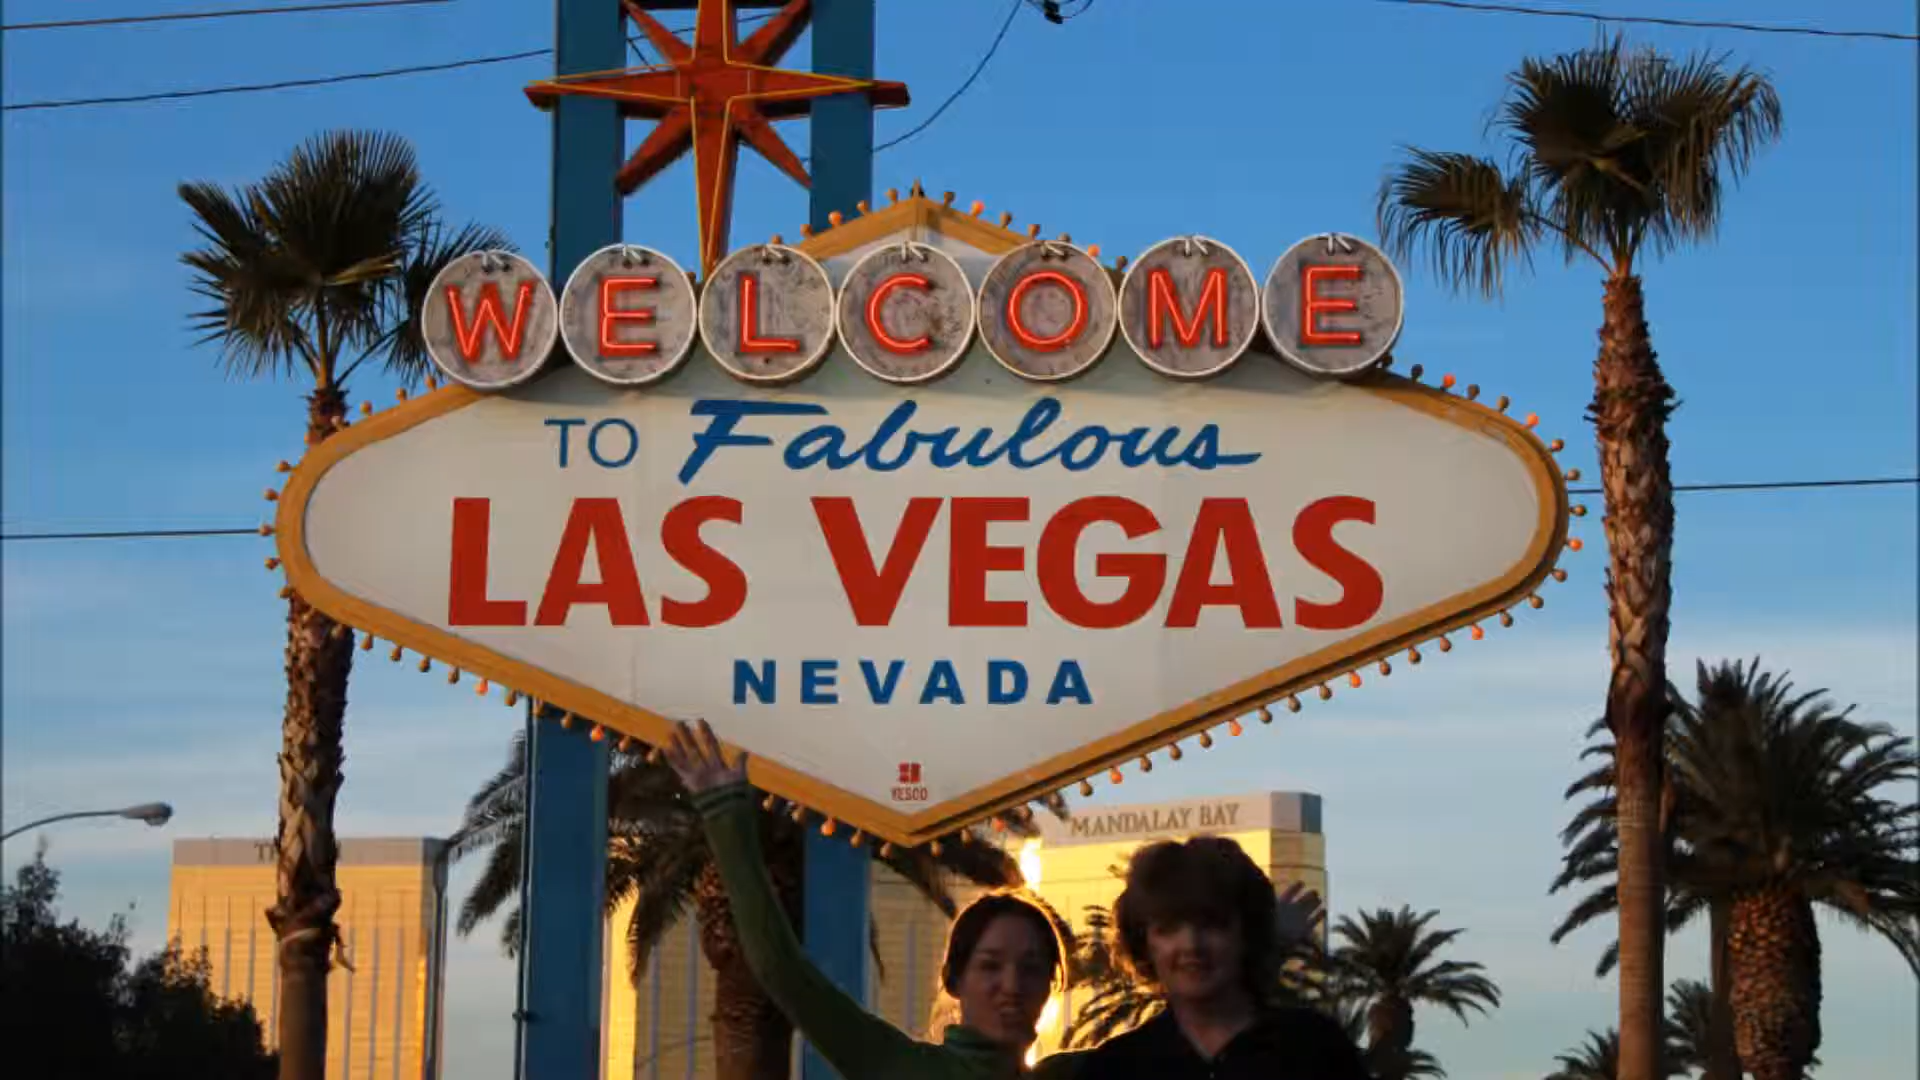 WELCOME
TO Fabulous
LAS VEGAS
NEVADA
YESCO
MANDALAY BAY